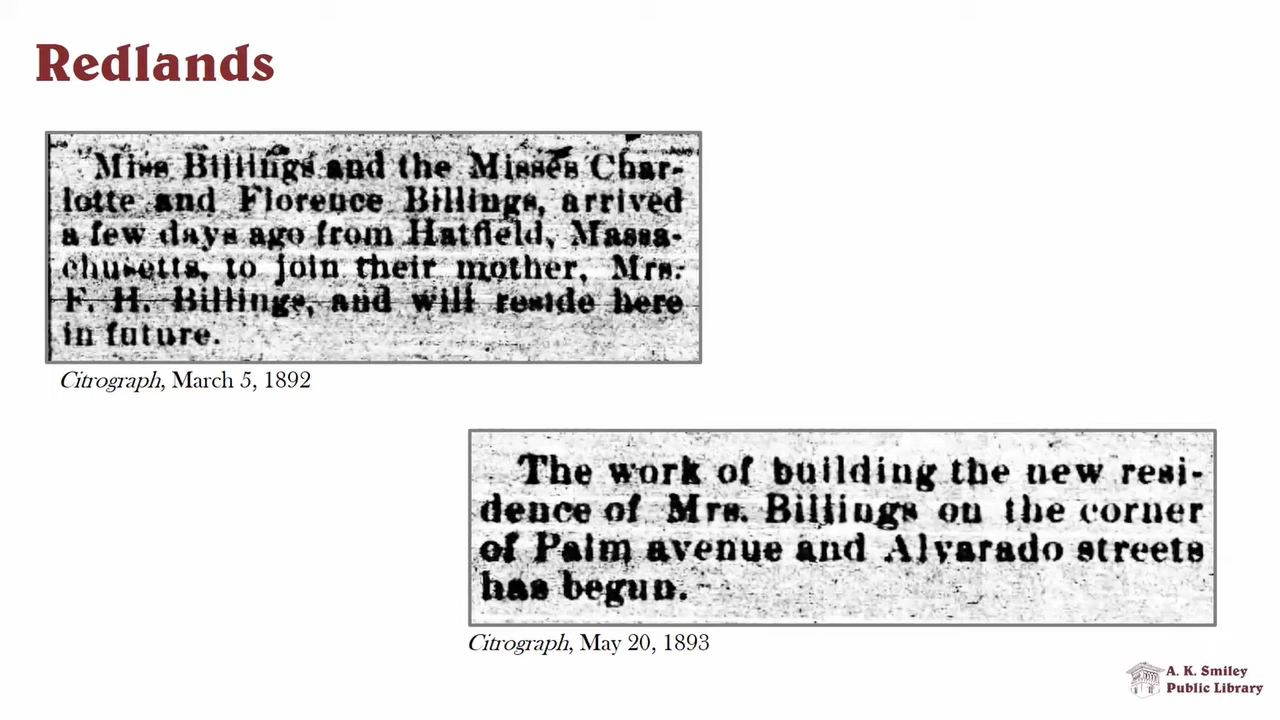 Redlands
Miss Billings and the Misses Char-
lotte and Florence Billings, arrived
a few days ago from Hatfield, Massa-
chusetts, to join their mother, Mrs.
F. H. Billings, and will reside here
in future.
Citrograph, March 5, 1892
The work of building the new resi-
dence of Mrs. Billings on the corner
of Palm avenue and Alvarado streets
has begun.
Citrograph, May 20, 1893
A. K. Smiley
Public Library